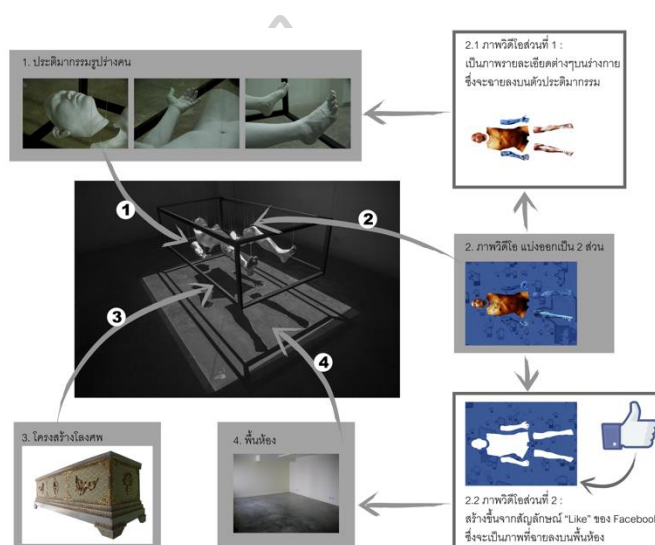 1. ประติมากรรมรูปร่างคน
2.1 ภาพวิดีโอส่วนที่ 1 :
เป็นภาพรายละเอียดต่างๆบนร่างกาย
ซึ่งจะฉายลงบนตัวประติมากรรม
1
2
2. ภาพวิดีโอ แบ่งออกเป็น 2 ส่วน
3
4
3. โครงสร้างโลงศพ
4. พื้นห้อง
2.2 ภาพวิดีโอส่วนที่ 2 :
สร้างขึ้นจากสัญลักษณ์ “Like” ของ Facebook
ซึ่งจะเป็นภาพที่ฉายลงบนพื้นห้อง